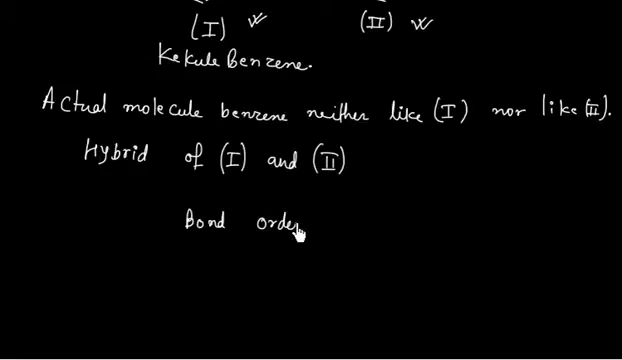 (I) (II)
Kekule Benzene.
Actual molecule benzene neither like (I) nor like (II).
Hybrid of (I) and (II)
Bond order